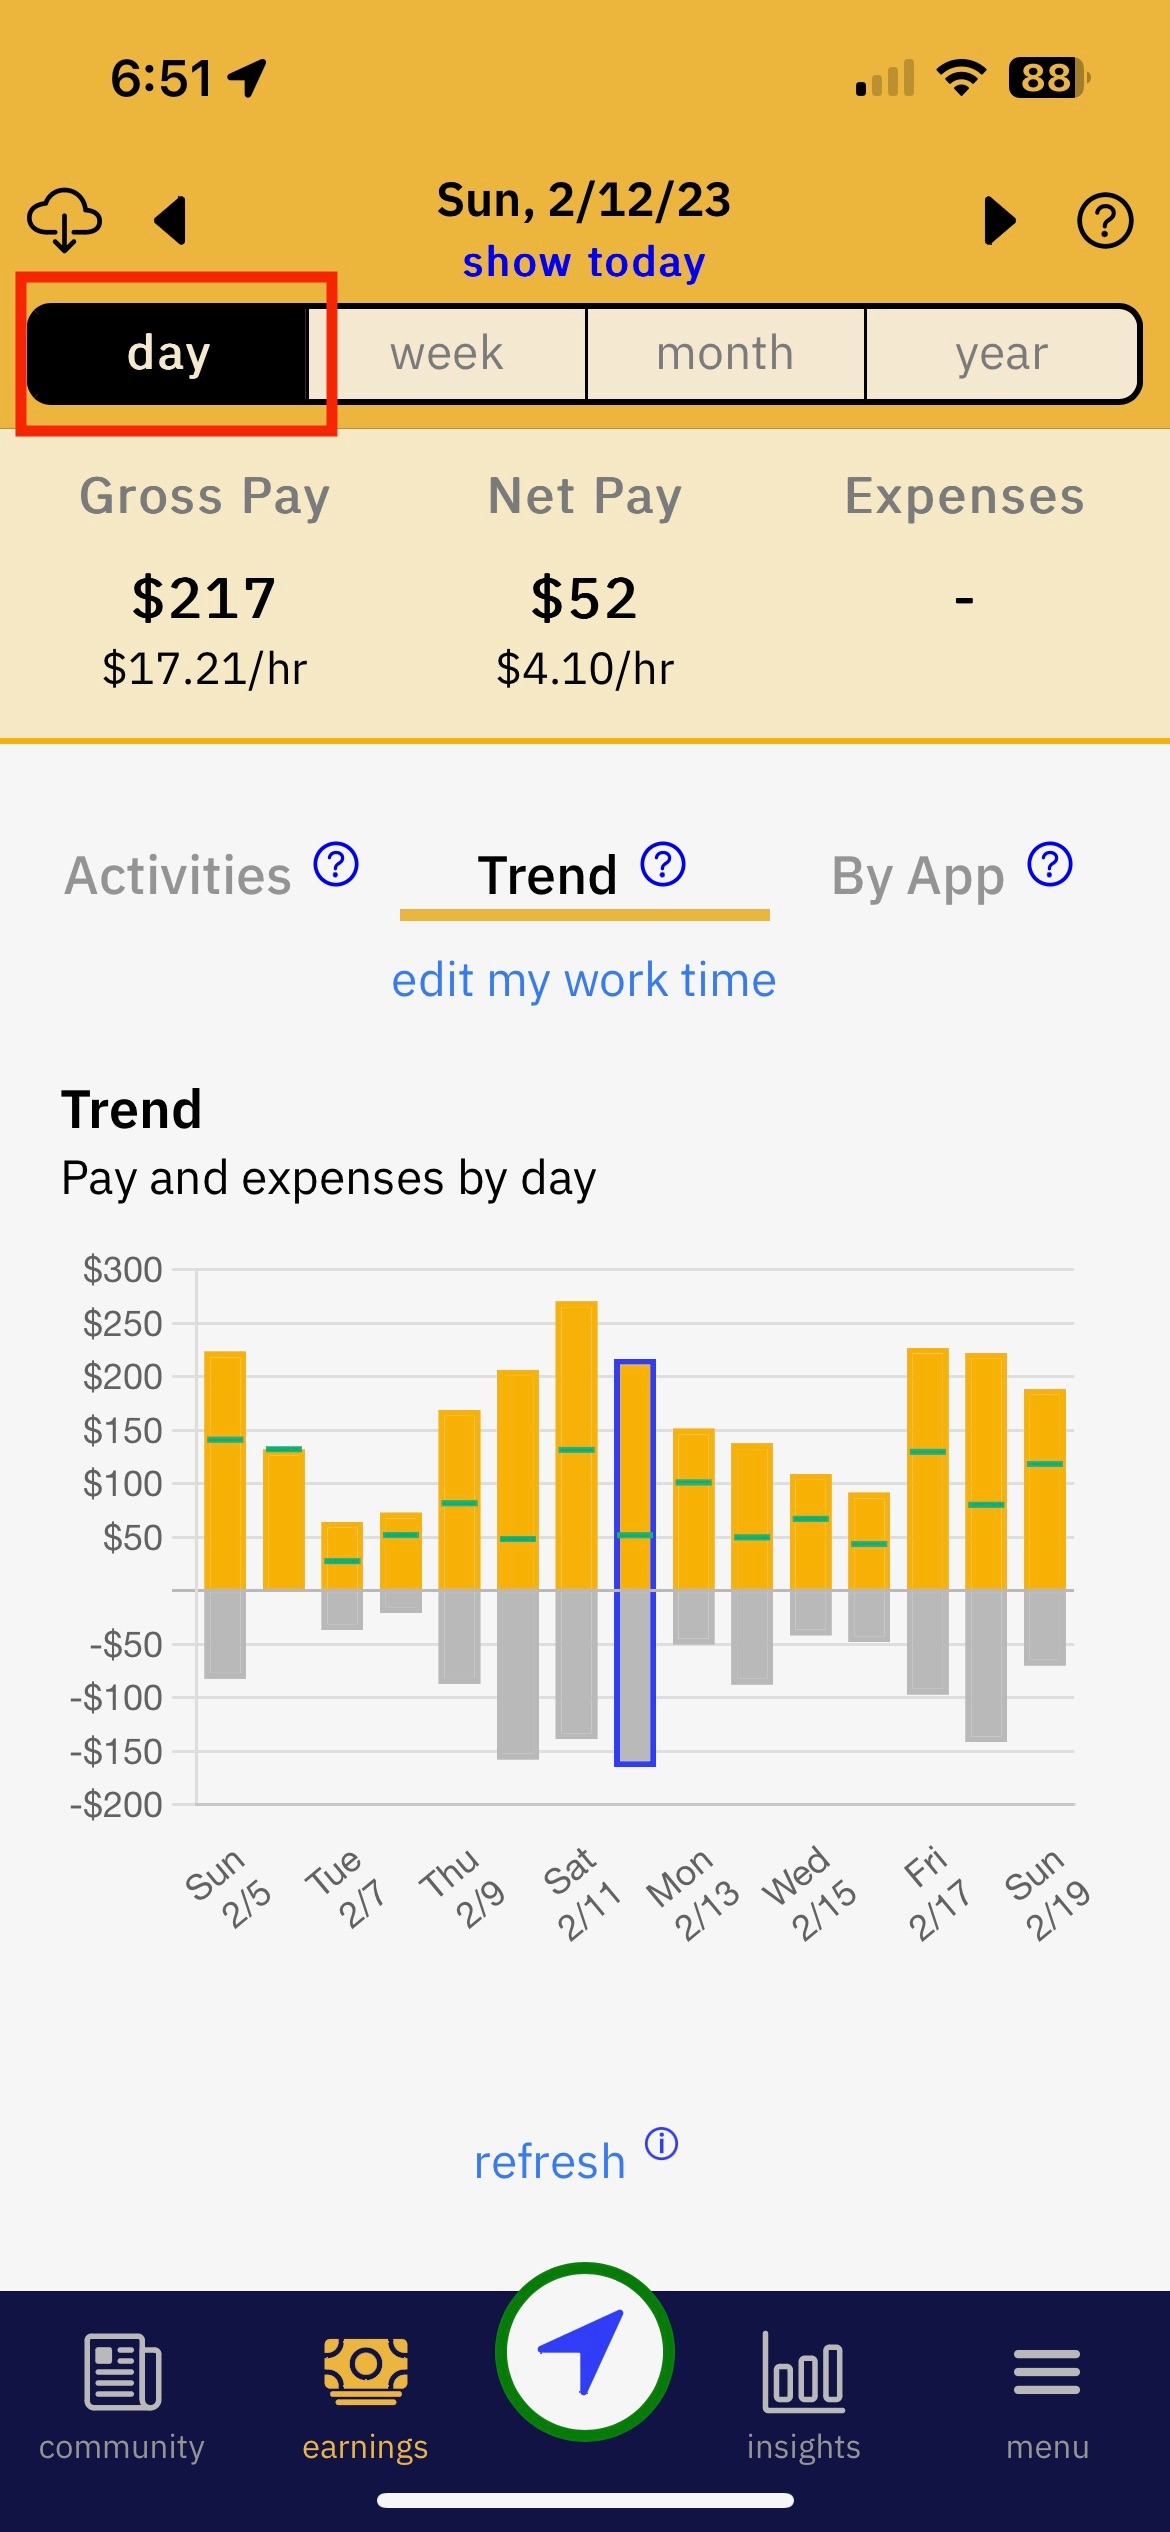 6:51
88
Sun, 2/12/23
show today
day week month year
Gross Pay Net Pay Expenses
$217 $52 -
$17.21/hr $4.10/hr
Activities ? Trend ? By App ?
edit my work time
Trend
Pay and expenses by day
$300
$250
$200
$150
$100
$50
-$50
-$100
-$150
-$200
Sun 2/5
Tue 2/7
Thu 2/9
Sat 2/11
Mon 2/13
Wed 2/15
Fri 2/17
Sun 2/19
refresh i
community earnings insights menu